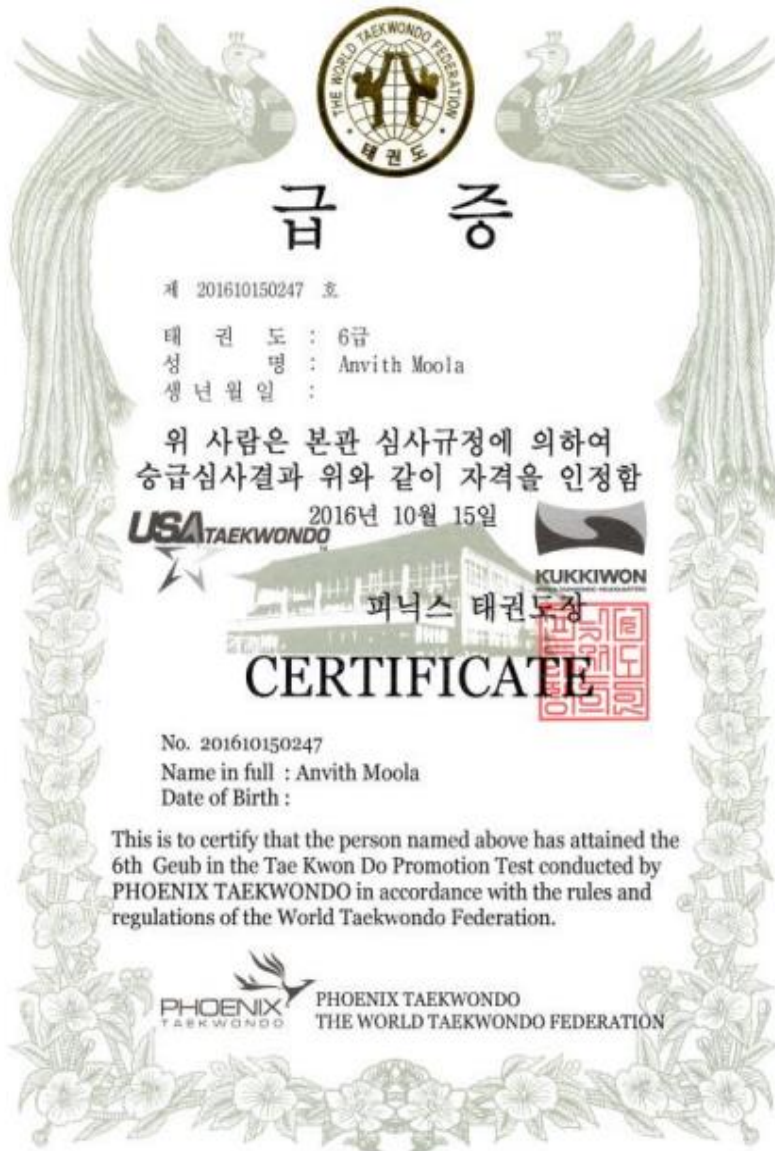 THE WORLD TAEKWONDO FEDERATION
태권도
급 증
제 201610150247 호
태 권 도 : 6급
성 명 : Anvith Moola
생 년 월 일 :
위 사람은 본관 심사규정에 의하여
승급심사결과 위와 같이 자격을 인정함
2016년 10월 15일
USA TAEKWONDO
KUKKIWON
피닉스 태권도장
CERTIFICATE
No. 201610150247
Name in full : Anvith Moola
Date of Birth :
This is to certify that the person named above has attained the
6th Geub in the Tae Kwon Do Promotion Test conducted by
PHOENIX TAEKWONDO in accordance with the rules and
regulations of the World Taekwondo Federation.
PHOENIX
TAEKWONDO
PHOENIX TAEKWONDO
THE WORLD TAEKWONDO FEDERATION